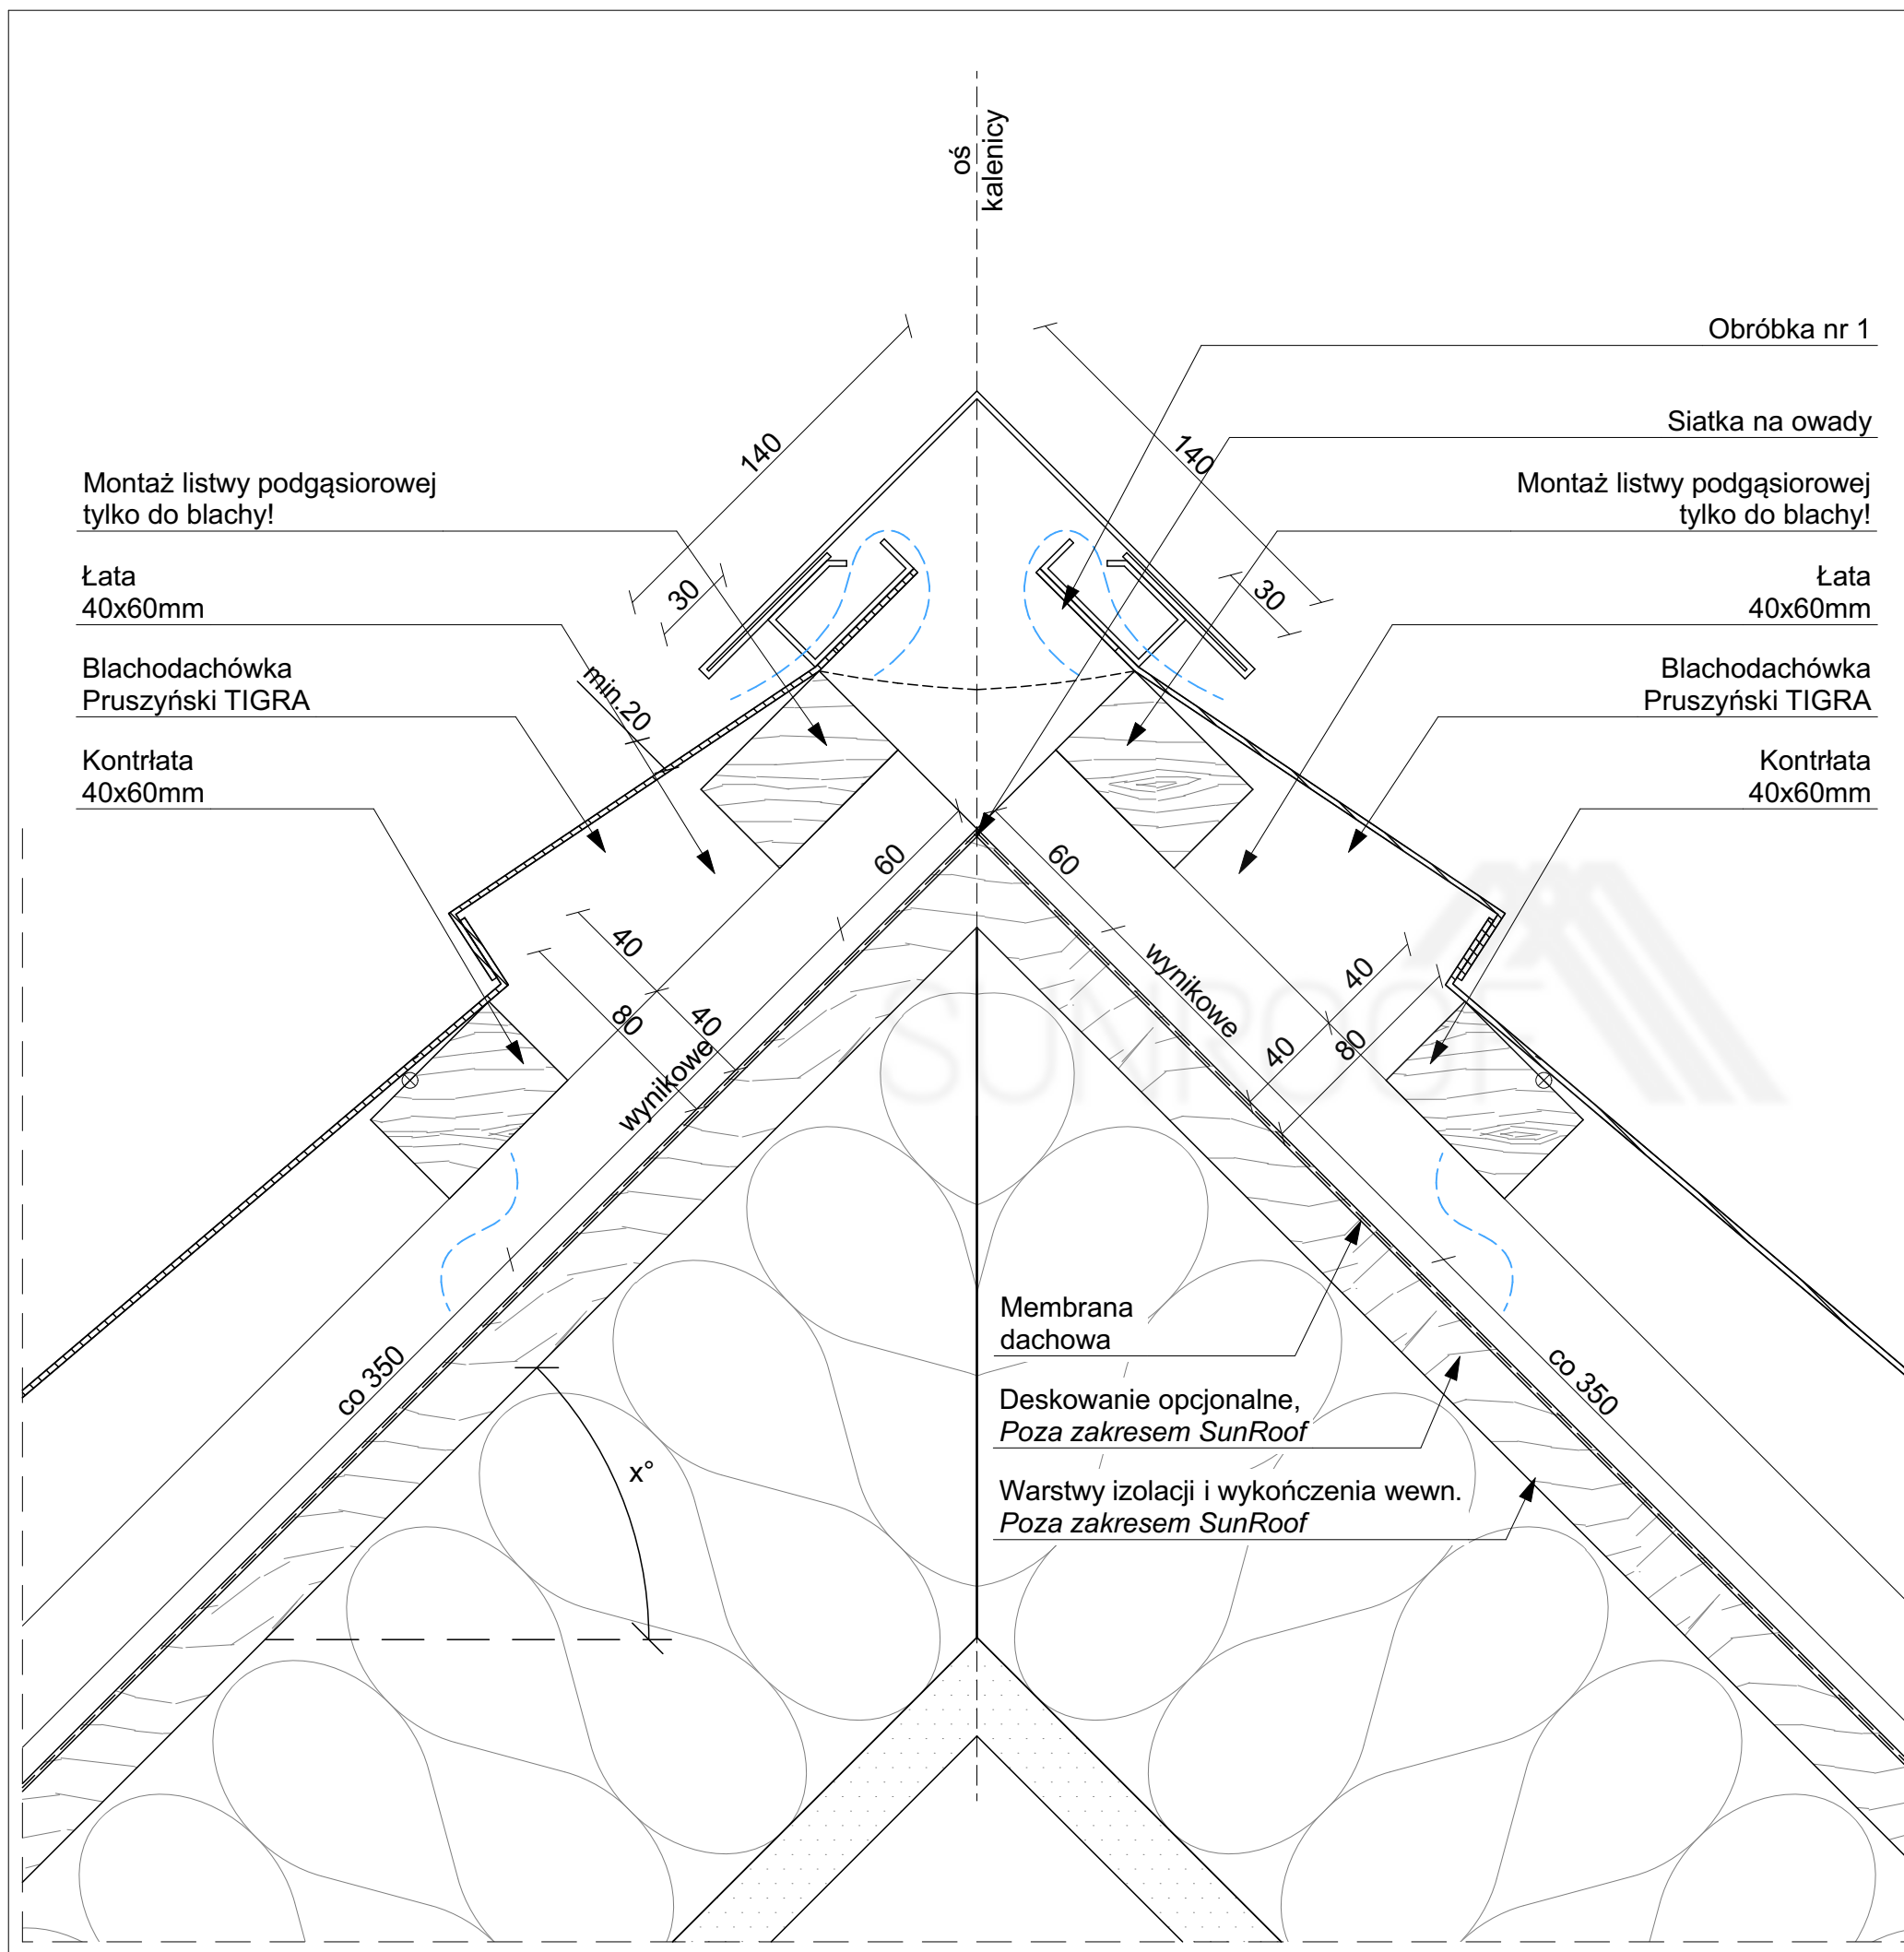 oś
kalenicy
Obróbka nr 1
Siatka na owady
140
140
Montaż listwy podgąsiorowej
tylko do blachy!
Montaż listwy podgąsiorowej
tylko do blachy!
30
30
Łata
40x60mm
Łata
40x60mm
Blachodachówka
Pruszyński TIGRA
min.20
Blachodachówka
Pruszyński TIGRA
Kontrłata
40x60mm
Kontrłata
40x60mm
60
60
40
80
40
wynikowe
wynikowe
40
40
80
SUNROOF
Membrana
dachowa
co 350
co 350
Deskowanie opcjonalne,
Poza zakresem SunRoof
x°
Warstwy izolacji i wykończenia wewn.
Poza zakresem SunRoof